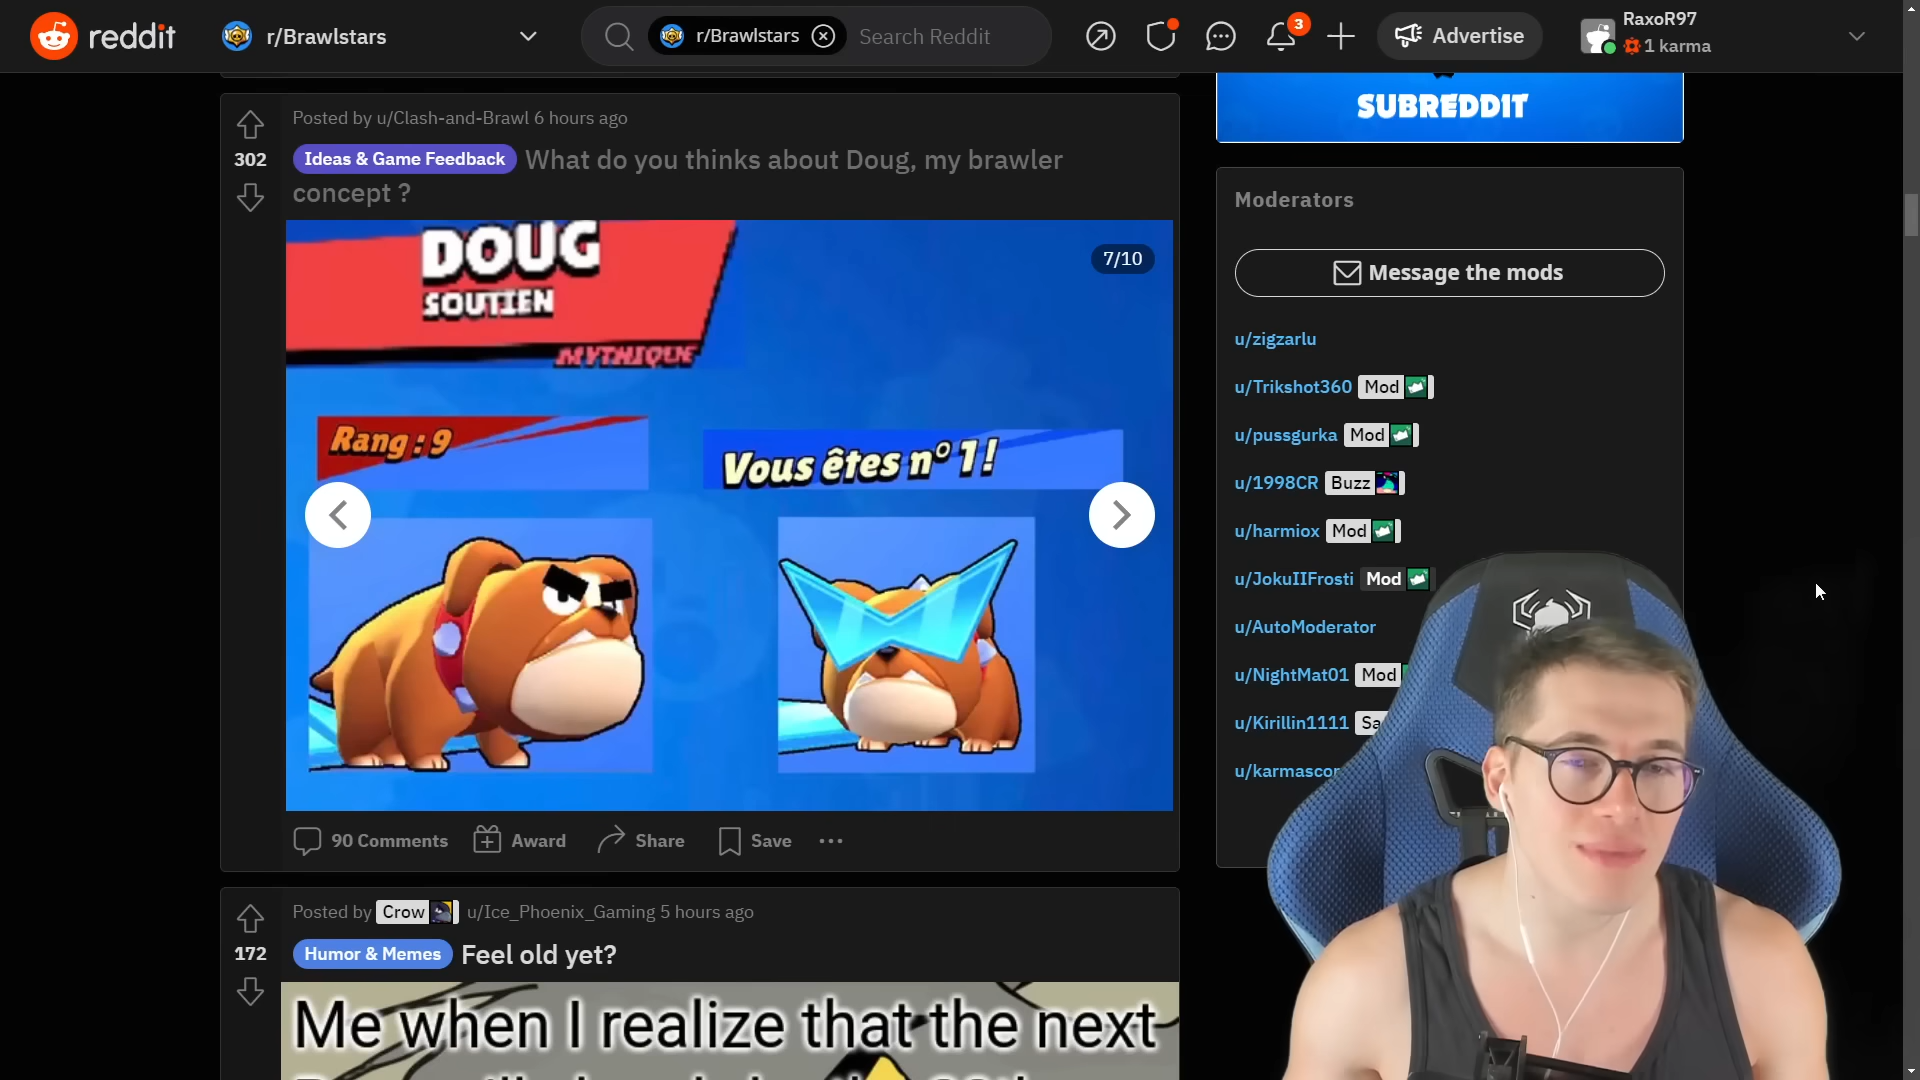 reddit
r/Brawlstars
r/Brawlstars
Search Reddit
3
Advertise
RaxoR97
1 karma
Posted by u/Clash-and-Brawl 6 hours ago
302
Ideas & Game Feedback What do you thinks about Doug, my brawler
concept ?
DOUG
SOUTIEN
MYTHIQUE
7/10
Rang : 9
Vous êtes n° 1!
90 Comments
Award
Share
Save
Posted by Crow u/Ice_Phoenix_Gaming 5 hours ago
172
Humor & Memes Feel old yet?
Me when I realize that the next
SUBREDDIT
Moderators
Message the mods
u/zigzarlu
u/Trikshot360 Mod
u/pussgurka Mod
u/1998CR Buzz
u/harmiox Mod
u/JokuIIFrosti Mod
u/AutoModerator
u/NightMat01 Mod
u/Kirillin1111 Sa
u/karmascor